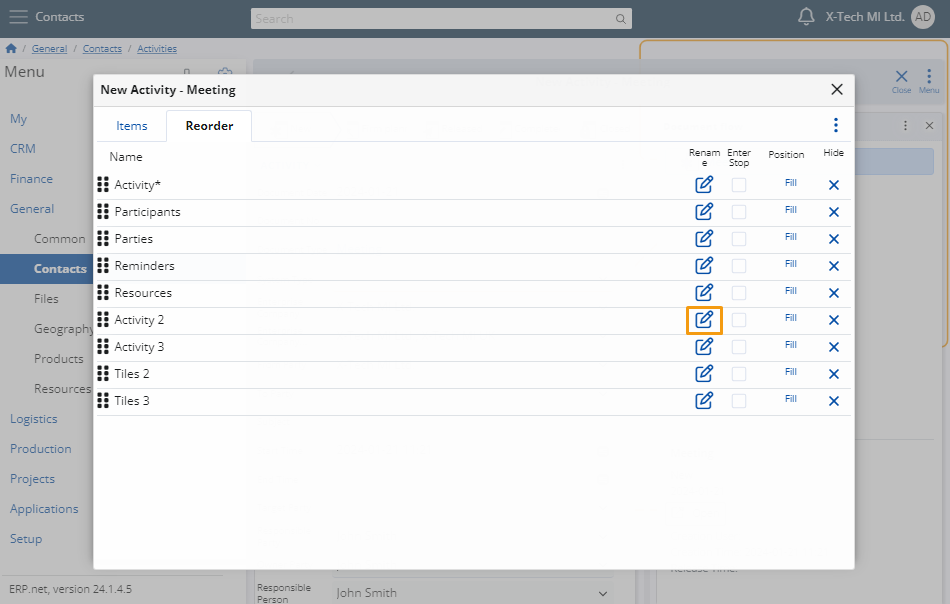 Contacts
Search
X-Tech MI Ltd.
AD
/ General / Contacts / Activities
Menu
Close
Menu
My
CRM
Finance
General
Common
Contacts
Files
Geography
Products
Resources
Logistics
Production
Projects
Applications
Setup
ERP.net, version 24.1.4.5
New Activity - Meeting
Items
Reorder
Name
Renam
e
Enter
Stop
Position
Hide
Activity*
Fill
Participants
Fill
Parties
Fill
Reminders
Fill
Resources
Fill
Activity 2
Fill
Activity 3
Fill
Tiles 2
Fill
Tiles 3
Fill
Responsible
Person
John Smith